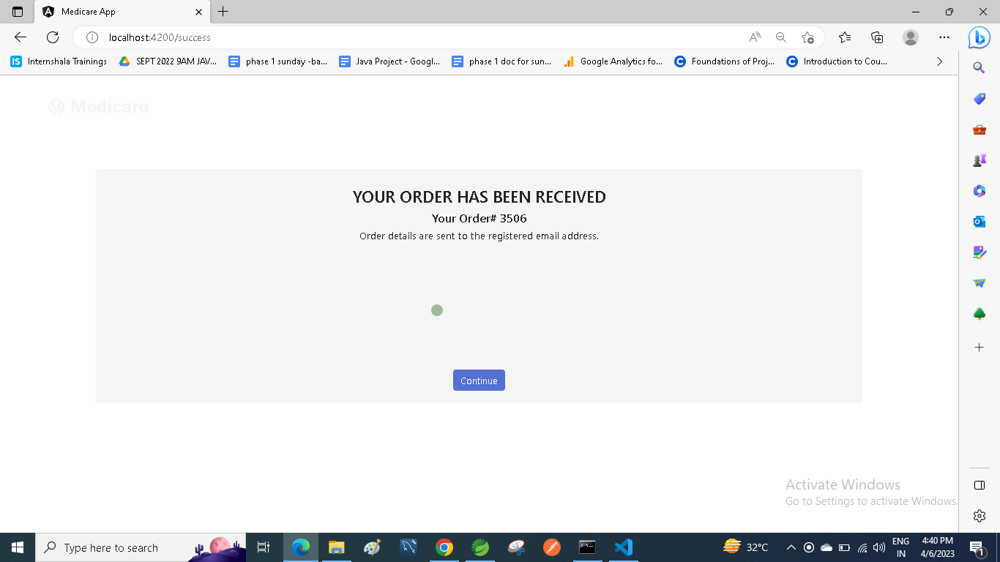 Medicare App
localhost:4200/success
Internshala Trainings
SEPT 2022 9AM JAV...
phase 1 sunday -ba...
Java Project - Googl...
phase 1 doc for sun...
Google Analytics fo...
Foundations of Proj...
Introduction to Cou...
M Medicare
YOUR ORDER HAS BEEN RECEIVED
Your Order# 3506
Order details are sent to the registered email address.
Continue
Activate Windows
Go to Settings to activate Windows.
Type here to search
32°C
ENG
IN
4:40 PM
4/6/2023
1